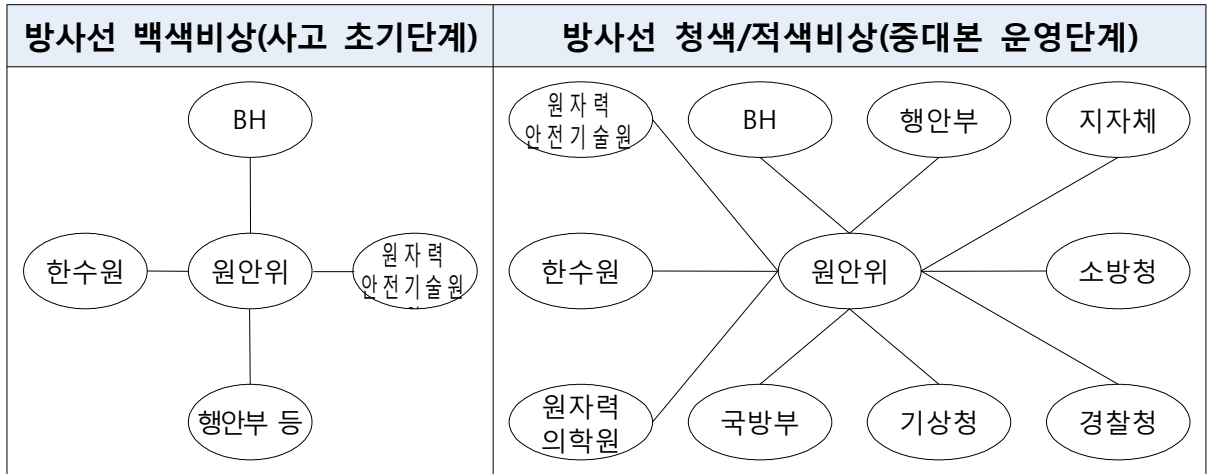 방사선 백색비상(사고 초기단계)
방사선 청색/적색비상(중대본 운영단계)
BH
한수원
원안위
원자력
안전기술원
행안부 등
원자력
안전기술원
BH
행안부
지자체
한수원
원안위
소방청
원자력
의학원
국방부
기상청
경찰청